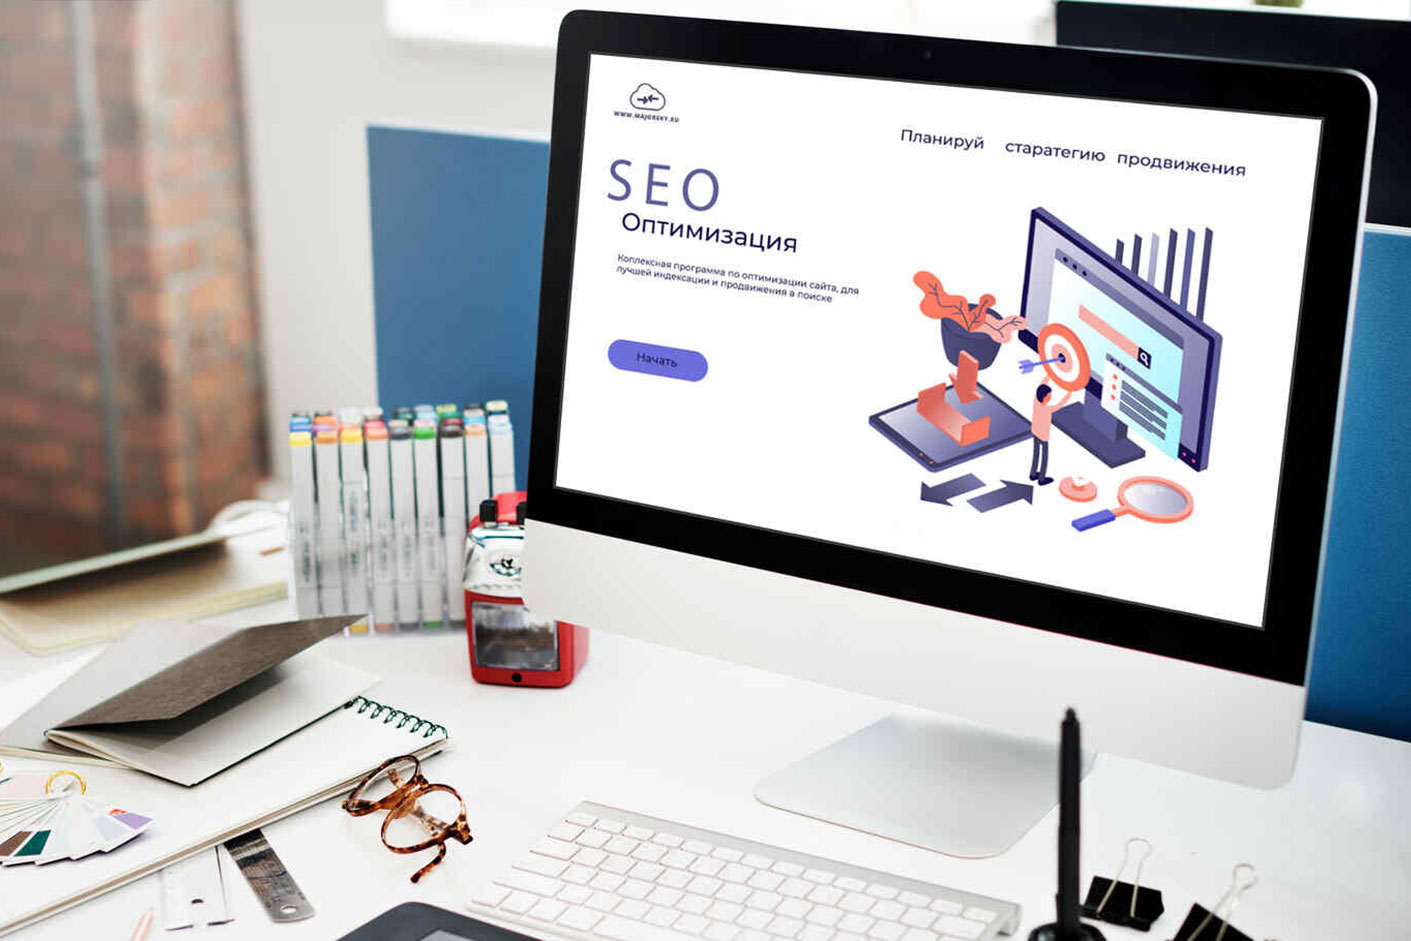 WWW.MAJORSKY.RU
Планируй старатегию продвижения
SEO
Оптимизация
Коплексная программа по оптимизации сайта, для
лучшей индексации и продвижения в поиске
Начать